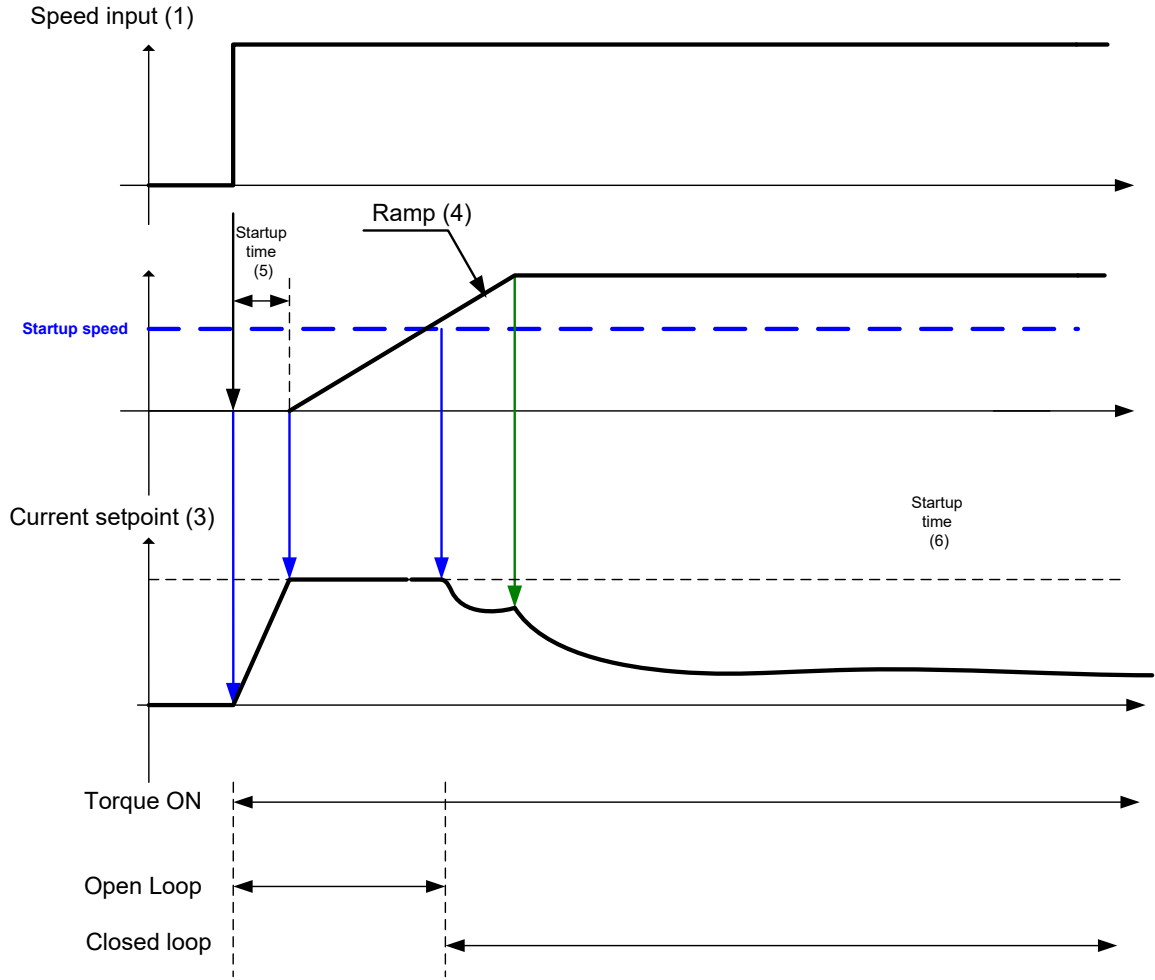 Speed input (1)
Ramp (4)
Startup
time
(5)
Startup speed
Current setpoint (3)
Startup
time
(6)
Torque ON
Open Loop
Closed loop